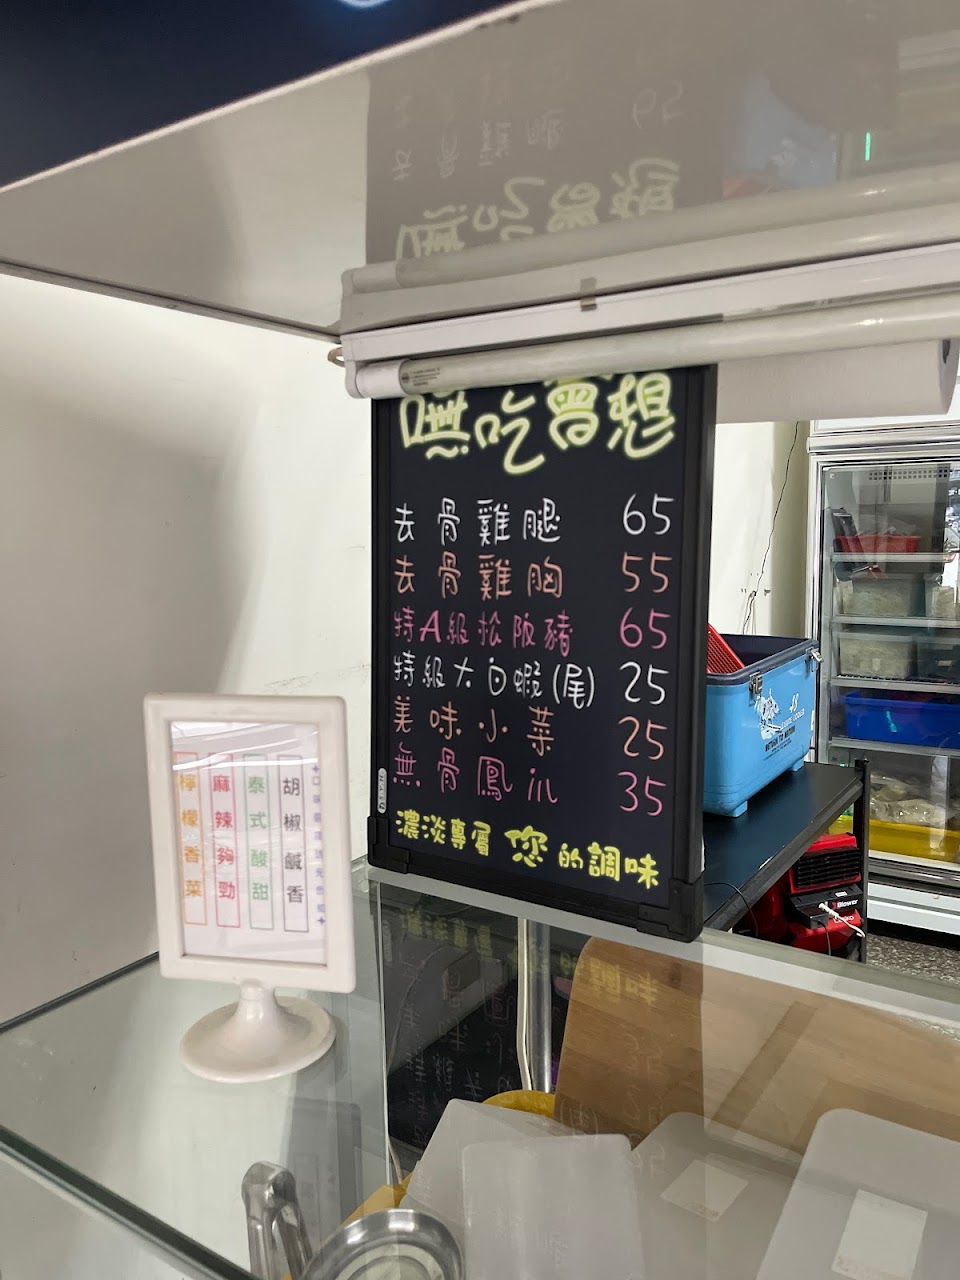 嘿吃會想
去骨雞腿 65
去骨雞胸 55
特A級松阪豬 65
特級大白蝦(尾) 25
美味小菜 25
無骨鳳爪 35
濃淡專屬 您 的調味
胡椒鹹香
泰式酸甜
麻辣夠勁
檸檬香菜
Blower